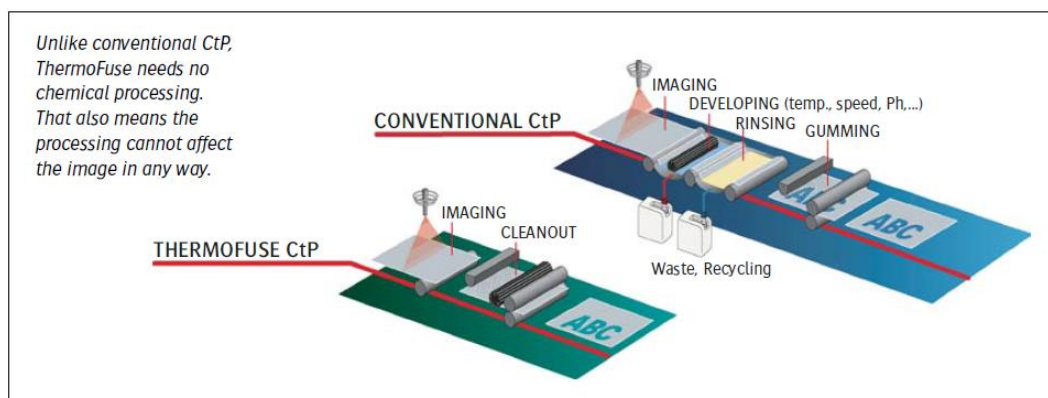 Unlike conventional CtP,
ThermoFuse needs no
chemical processing.
That also means the
processing cannot affect
the image in any way.
IMAGING
DEVELOPING (temp., speed, Ph,...)
RINSING
GUMMING
CONVENTIONAL CtP
ABC
ABC
Waste, Recycling
IMAGING
CLEANOUT
THERMOFUSE CtP
ABC